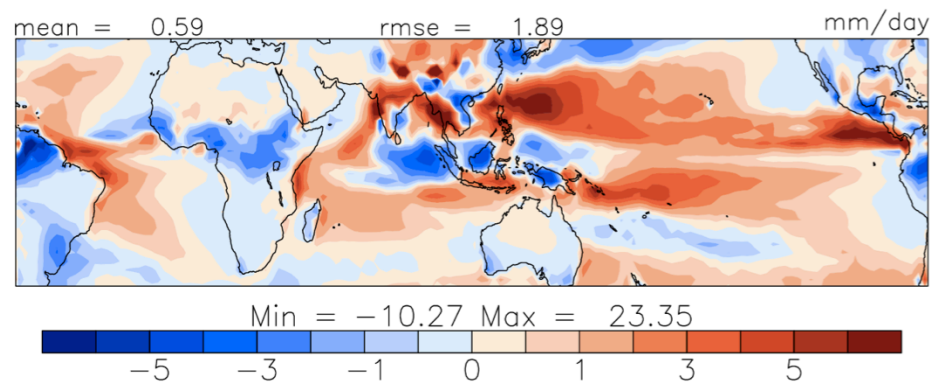 mean = 0.59 rmse = 1.89 mm/day
Min = −10.27 Max = 23.35
−5 −3 −1 0 1 3 5